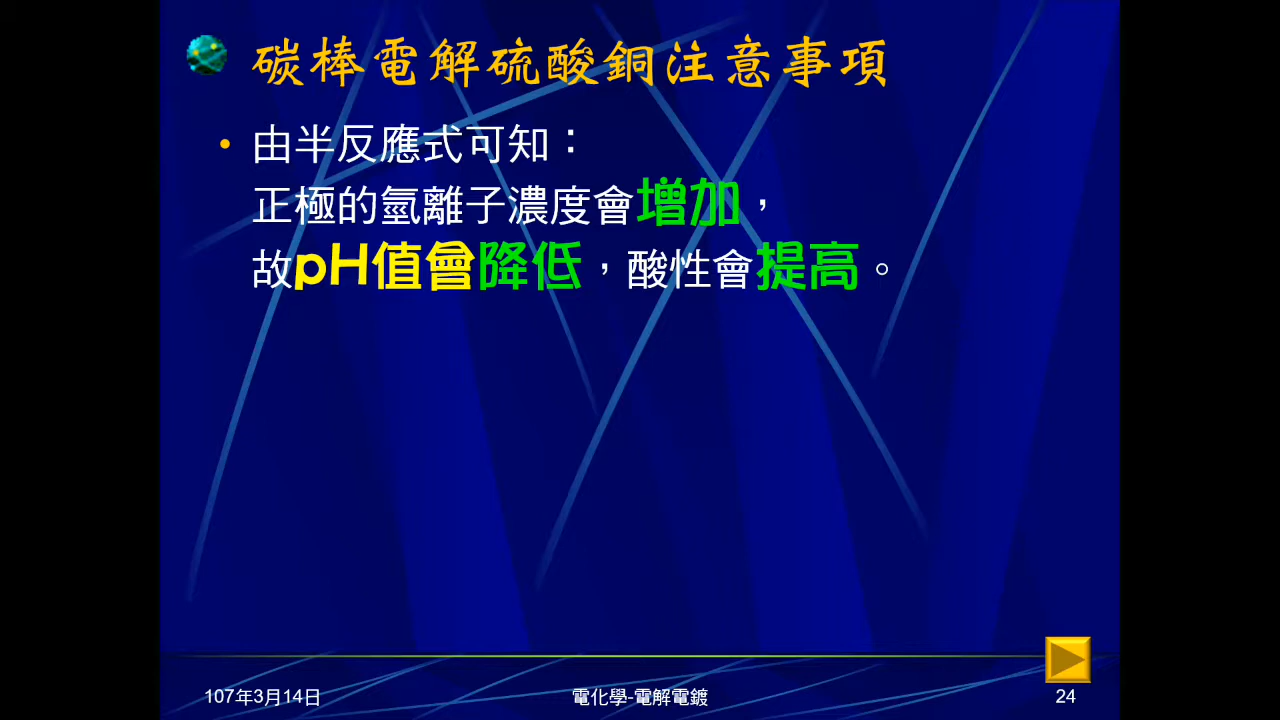 碳棒電解硫酸銅注意事項
• 由半反應式可知：
正極的氫離子濃度會增加，
故pH值會降低，酸性會提高。
107年3月14日
電化學-電解電鍍
24